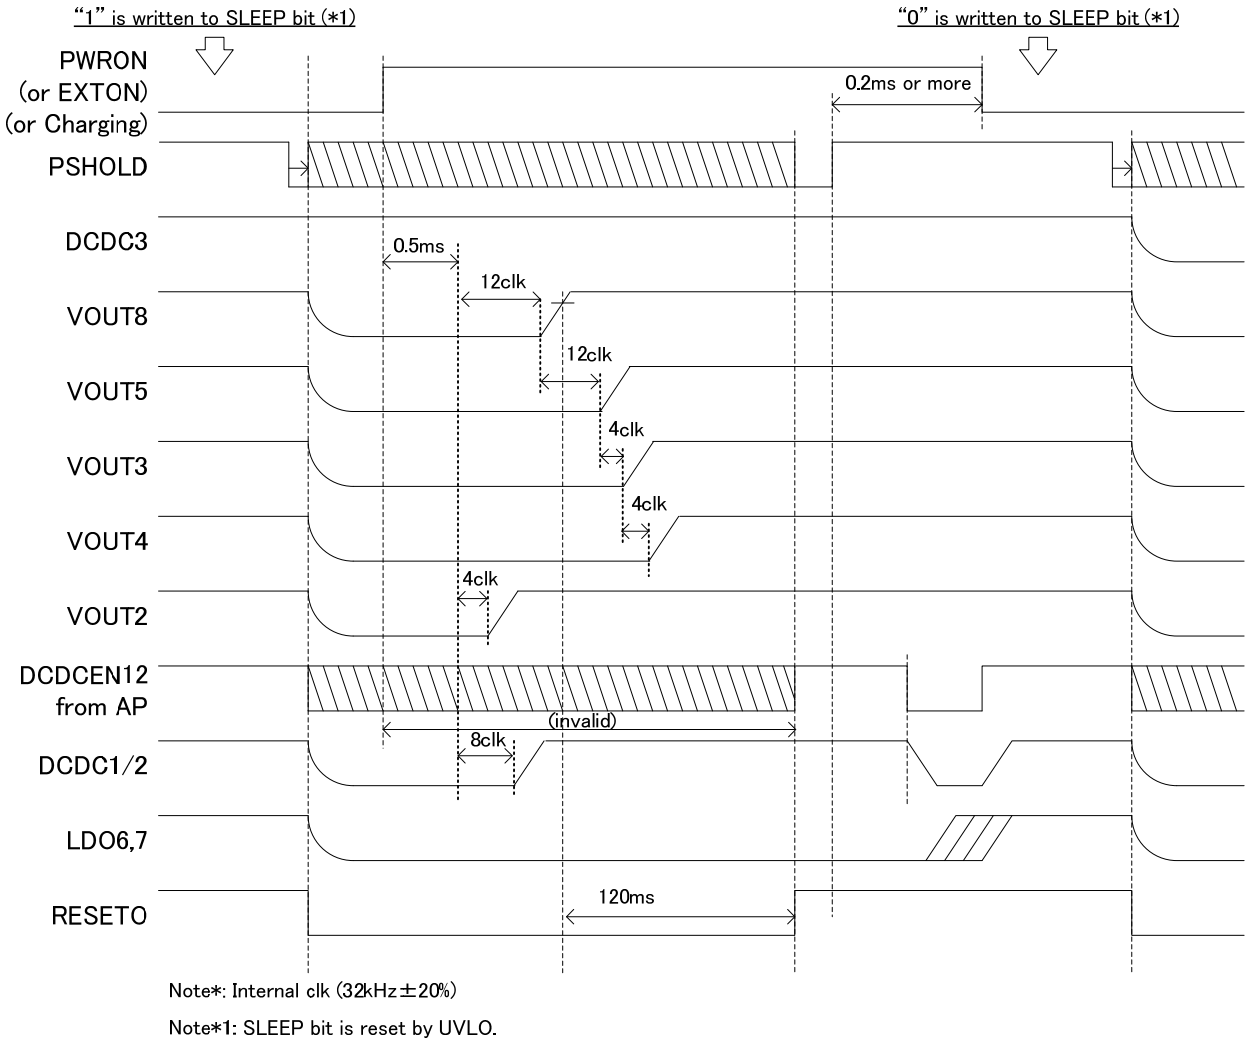 “1” is written to SLEEP bit (*1)
“0” is written to SLEEP bit (*1)
PWRON
(or EXTON)
(or Charging)
0.2ms or more
PSHOLD
DCDC3
0.5ms
12clk
VOUT8
12clk
VOUT5
4clk
VOUT3
4clk
VOUT4
4clk
VOUT2
DCDCEN12
from AP
(invalid)
8clk
DCDC1/2
LDO6,7
120ms
RESETO
Note*: Internal clk (32kHz±20%)
Note*1: SLEEP bit is reset by UVLO.